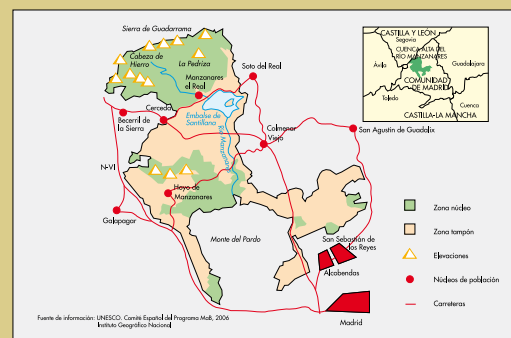 Sierra de Guadarrama
Cabeza de
Hierro
La Pedriza
Manzanares
el Real
Soto del Real
Cerceda
Becerril de
la Sierra
Embalse de
Santillana
Río Manzanares
Colmenar
Viejo
San Agustín de Guadalix
N-VI
Hoyo de
Manzanares
Galapagar
Monte del Pardo
San Sebastián de
los Reyes
Alcobendas
Madrid
CASTILLA Y LEÓN
Segovia
CUENCA ALTA DEL
RÍO MANZANARES
Ávila
Guadalajara
COMUNIDAD
DE MADRID
Toledo
Cuenca
CASTILLA-LA MANCHA
Zona núcleo
Zona tampón
Elevaciones
Núcleos de población
Carreteras
Fuente de información: UNESCO. Comité Español del Programa MaB, 2006
Instituto Geográfico Nacional